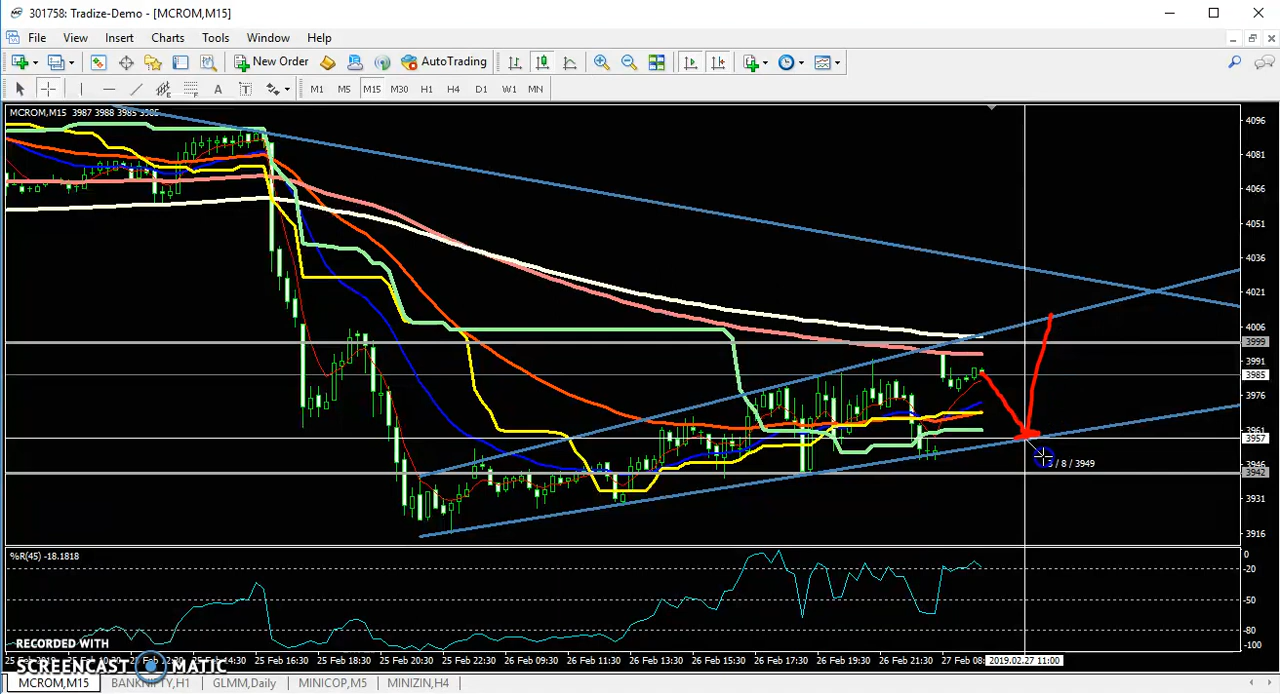 301758: Tradize-Demo - [MCROM,M15]
File View Insert Charts Tools Window Help
New Order AutoTrading
A T M1 M5 M15 M30 H1 H4 D1 W1 MN
MCROM,M15 3987 3988 3985 3985
4096
4081
4066
4051
4036
4021
4006
3999
3991
3985
3976
3961
3957
3945
3942
3931
3916
/ 8 / 3949
%R(45) -18.1818
0
-20
-50
-80
-100
25 Feb 16:30 25 Feb 18:30 25 Feb 20:30 25 Feb 22:30 26 Feb 09:30 26 Feb 11:30 26 Feb 13:30 26 Feb 15:30 26 Feb 17:30 26 Feb 19:30 26 Feb 21:30 27 Feb 2019.02.27 11:00
RECORDED WITH
SCREENCAST MATIC
MCROM,M15 BANKNIFTY,H1 GLMM,Daily MINICOP,M5 MINIZIN,H4